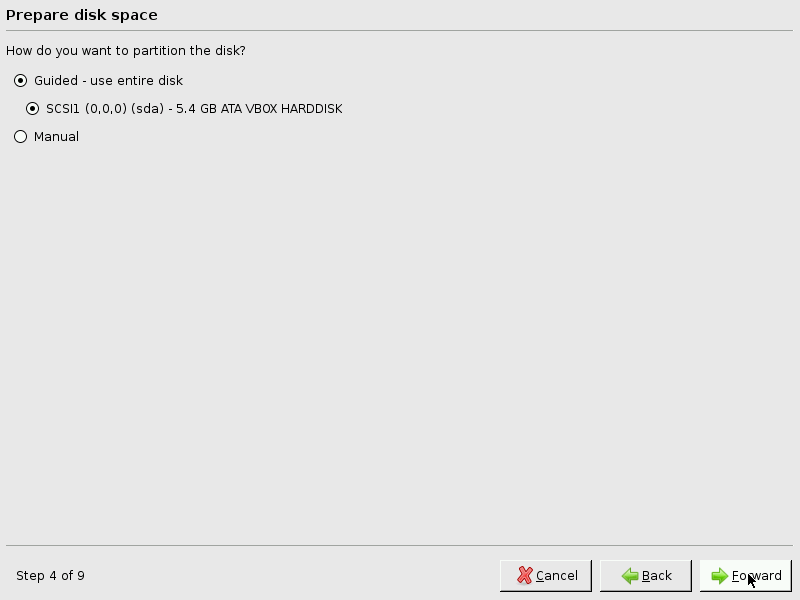 Prepare disk space
How do you want to partition the disk?
Guided - use entire disk
SCSI1 (0,0,0) (sda) - 5.4 GB ATA VBOX HARDDISK
Manual
Step 4 of 9
Cancel
Back
Forward